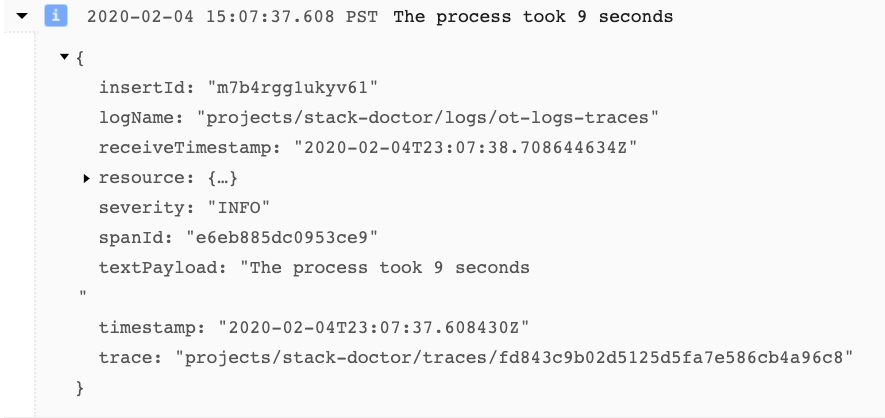 i 2020-02-04 15:07:37.608 PST The process took 9 seconds
{
insertId: "m7b4rgg1ukyv61"
logName: "projects/stack-doctor/logs/ot-logs-traces"
receiveTimestamp: "2020-02-04T23:07:38.708644634Z"
resource: {…}
severity: "INFO"
spanId: "e6eb885dc0953ce9"
textPayload: "The process took 9 seconds
"
timestamp: "2020-02-04T23:07:37.608430Z"
trace: "projects/stack-doctor/traces/fd843c9b02d5125d5fa7e586cb4a96c8"
}